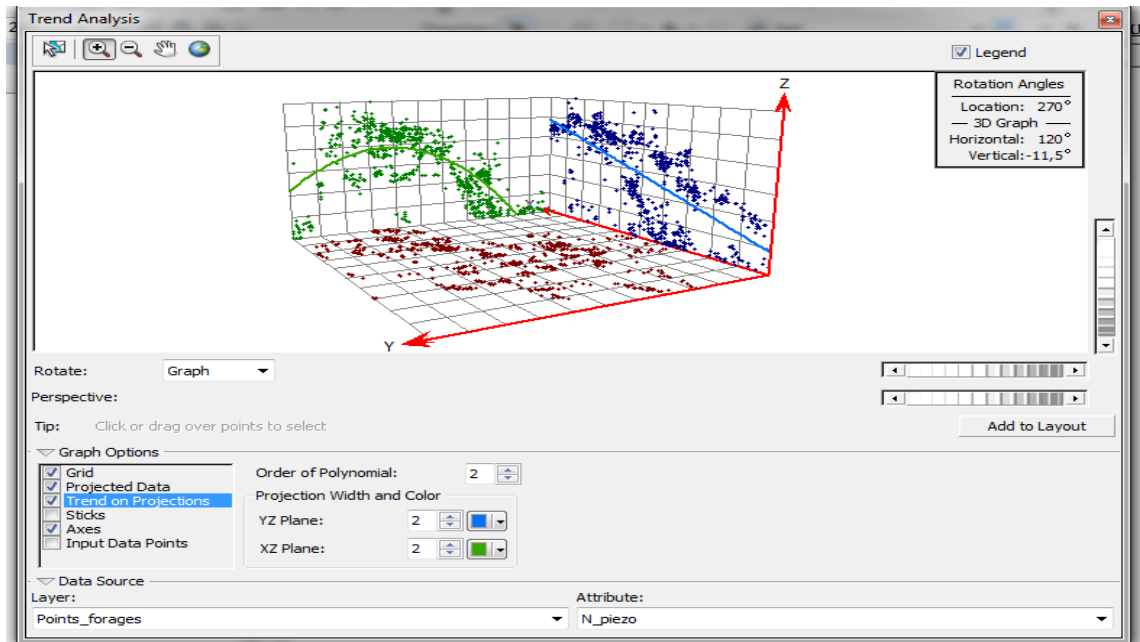 Trend Analysis
Legend
Rotation Angles
Location: 270°
3D Graph
Horizontal: 120°
Vertical:-11,5°
Z
X
Y
Rotate: Graph
Perspective:
Tip: Click or drag over points to select
Add to Layout
Graph Options
Grid
Projected Data
Trend on Projections
Sticks
Axes
Input Data Points
Order of Polynomial: 2
Projection Width and Color
YZ Plane: 2
XZ Plane: 2
Data Source
Layer: Attribute:
Points_forages N_piezo